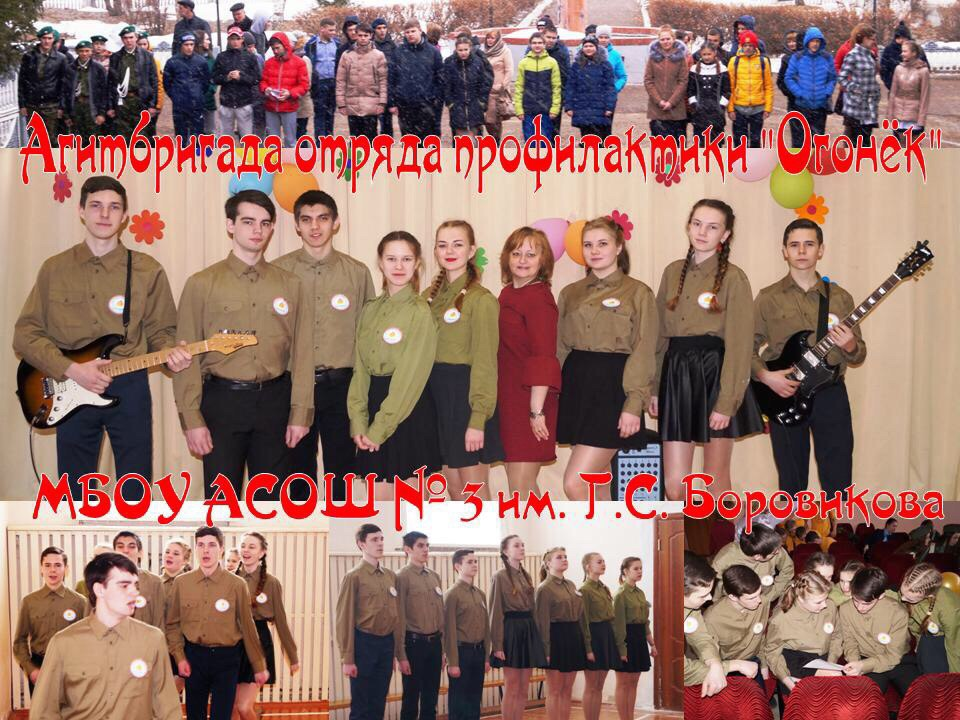 Агитбригада отряда профилактики "Огонёк"
МБОУ АСОШ № 3 им. Г.С. Боровикова